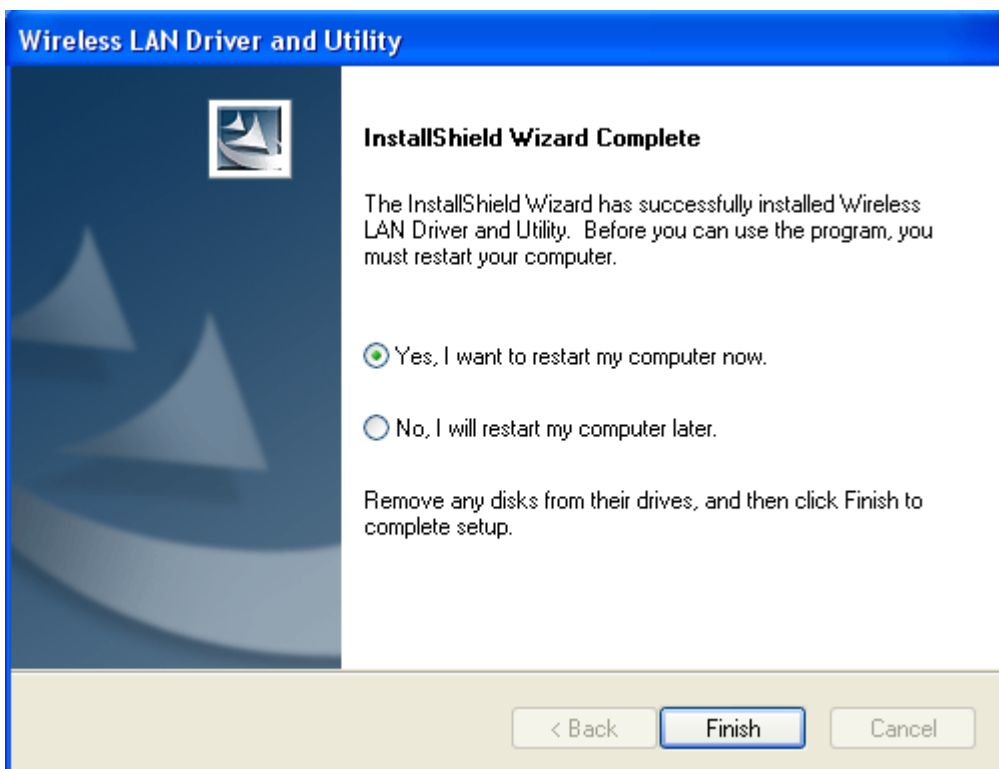 Wireless LAN Driver and Utility
InstallShield Wizard Complete
The InstallShield Wizard has successfully installed Wireless
LAN Driver and Utility.  Before you can use the program, you
must restart your computer.
Yes, I want to restart my computer now.
No, I will restart my computer later.
Remove any disks from their drives, and then click Finish to
complete setup.
< Back Finish Cancel